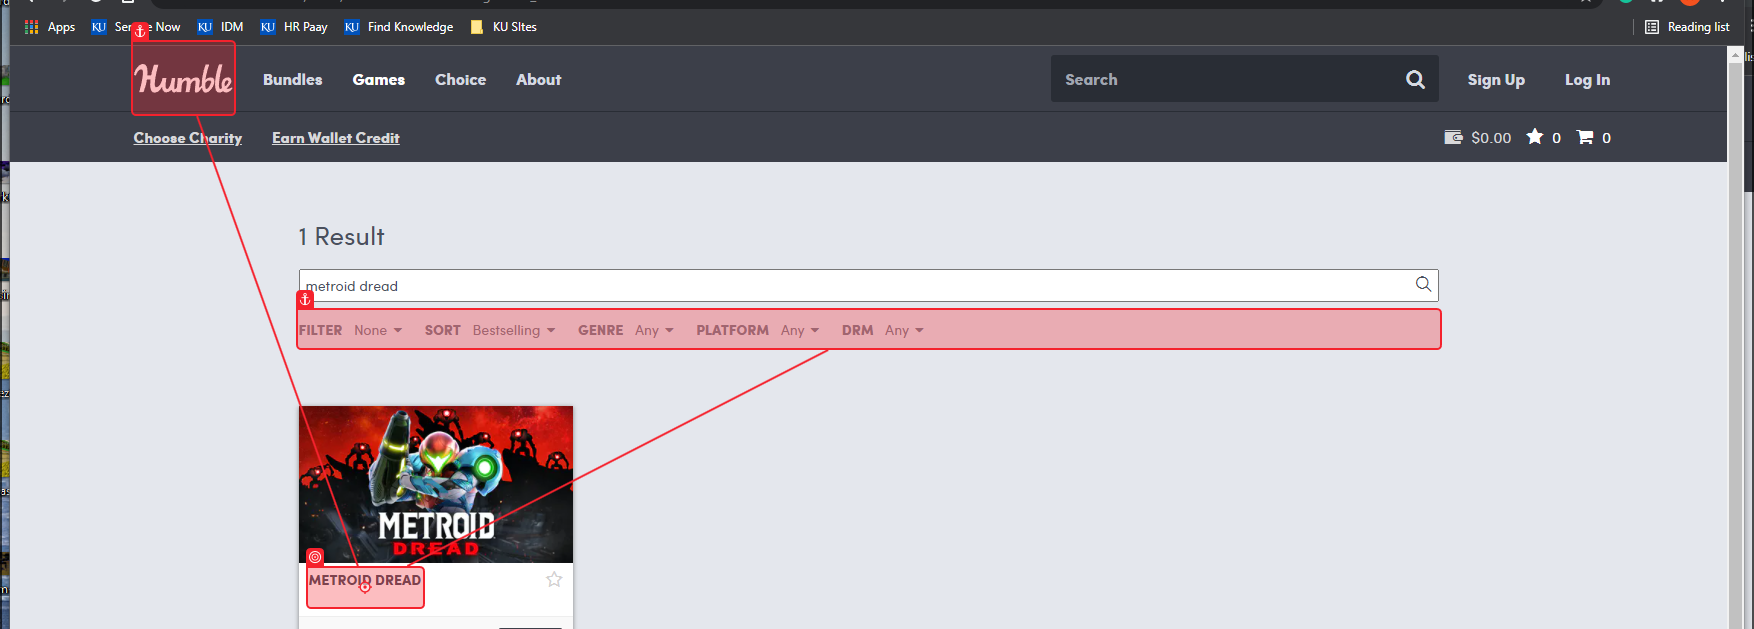 Apps KU Se Now KU IDM KU HR Paay KU Find Knowledge KU SItes Reading list
Humble Bundles Games Choice About Search Sign Up Log In
Choose Charity Earn Wallet Credit $0.00 0 0
1 Result
metroid dread
FILTER None SORT Bestselling GENRE Any PLATFORM Any DRM Any
METROID
DREAD
METROID DREAD